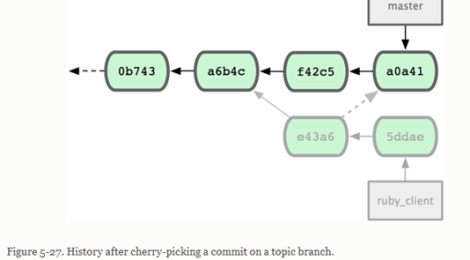 master
0b743 a6b4c f42c5 a0a41
e43a6 5ddae
ruby_client
Figure 5-27. History after cherry-picking a commit on a topic branch.